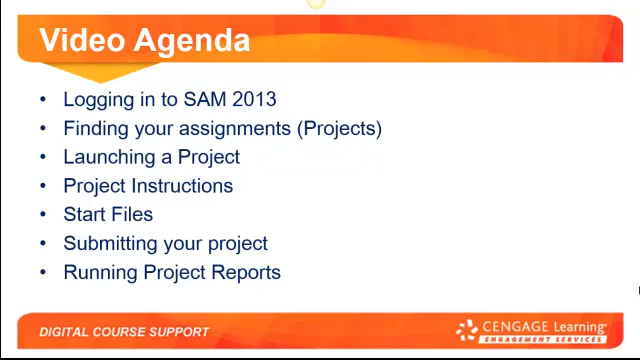 Video Agenda
• Logging in to SAM 2013
• Finding your assignments (Projects)
• Launching a Project
• Project Instructions
• Start Files
• Submitting your project
• Running Project Reports
DIGITAL COURSE SUPPORT
CENGAGE Learning®
ENGAGEMENT SERVICES